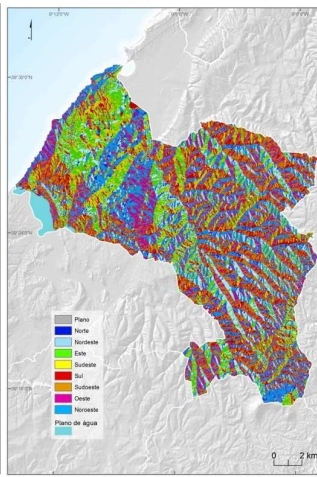 Plano
Norte
Nordeste
Este
Sudeste
Sul
Sudoeste
Oeste
Noroeste
Plano de água
0 2 km